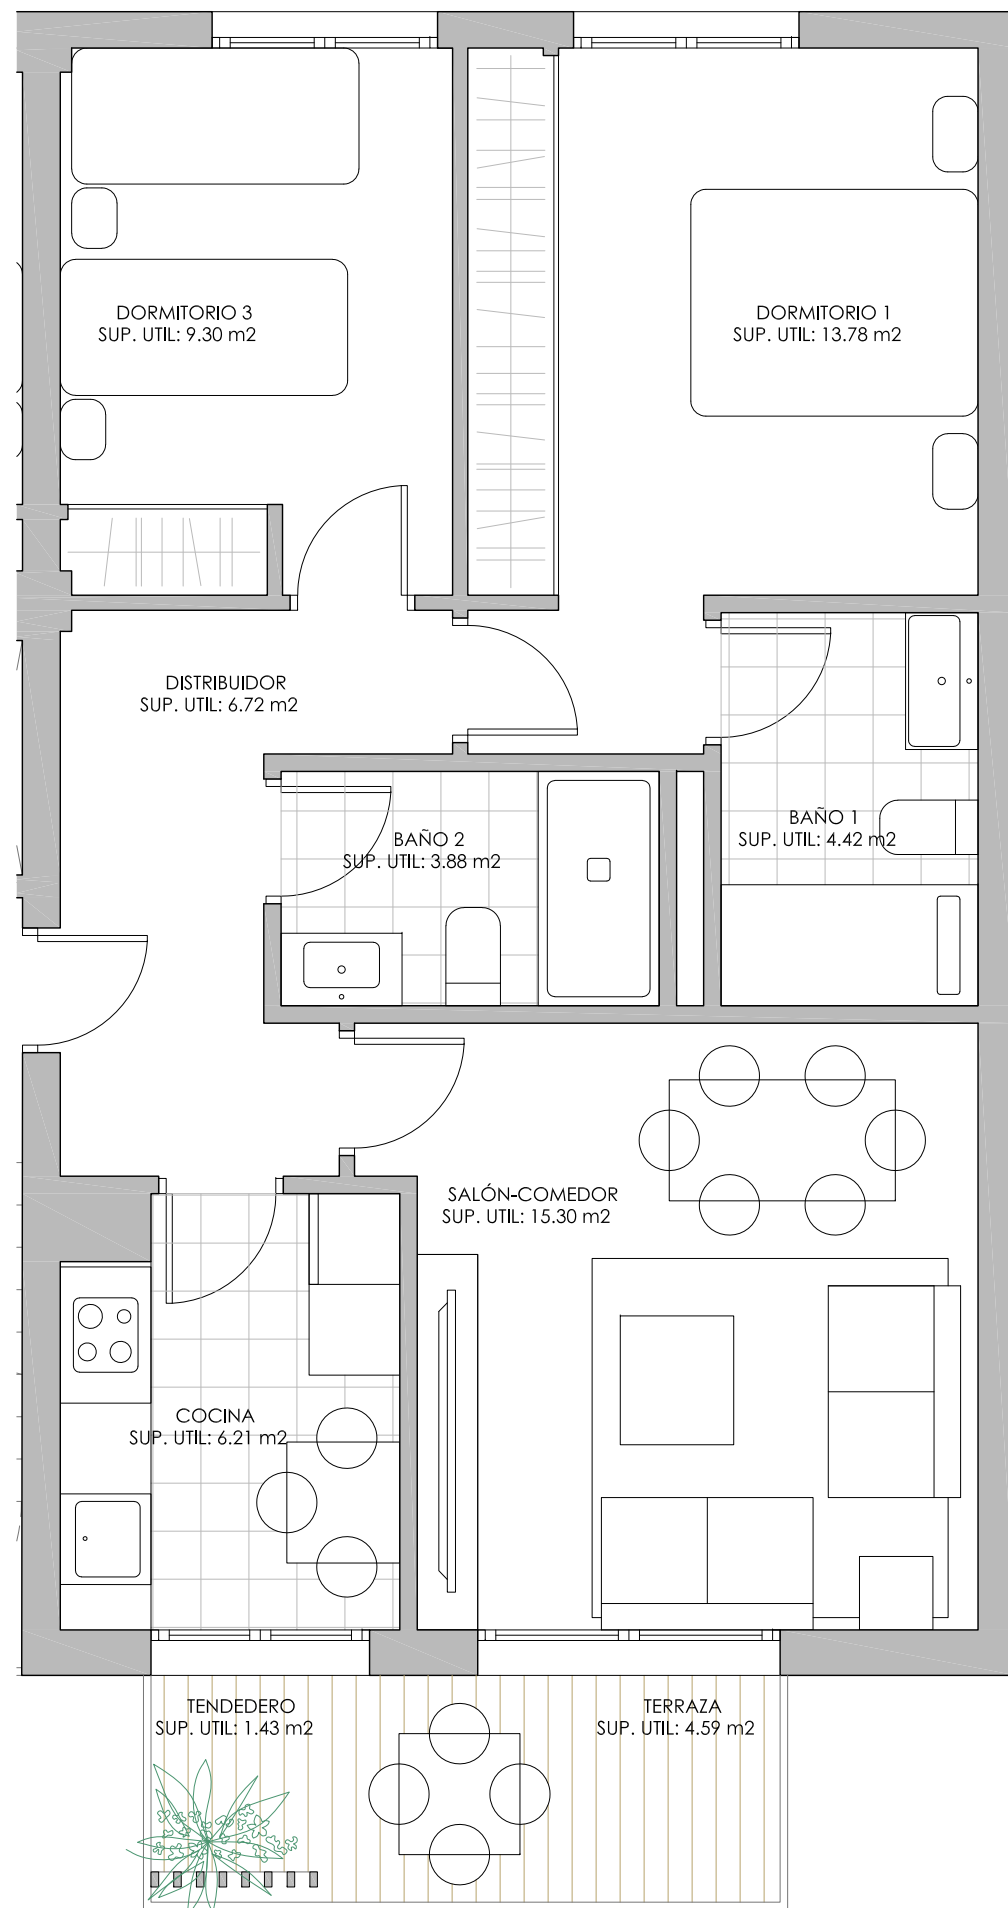 DORMITORIO 3
SUP. UTIL: 9.30 m2
DORMITORIO 1
SUP. UTIL: 13.78 m2
DISTRIBUIDOR
SUP. UTIL: 6.72 m2
BAÑO 1
SUP. UTIL: 4.42 m2
BAÑO 2
SUP. UTIL: 3.88 m2
SALÓN-COMEDOR
SUP. UTIL: 15.30 m2
COCINA
SUP. UTIL: 6.21 m2
TENDEDERO
SUP. UTIL: 1.43 m2
TERRAZA
SUP. UTIL: 4.59 m2